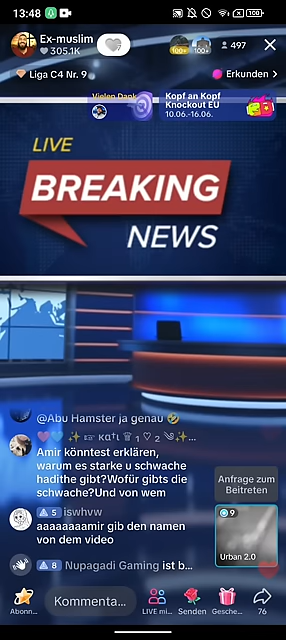 13:48
100
Ex-muslim
305.1K
100+
100+
497
Liga C4 Nr. 9
Erkunden >
Vielen Dank
Kopf an Kopf
Knockout EU
10.06.-16.06.
LIVE
BREAKING
NEWS
@Abu Hamster ja genau 🤣
Amir könntest erklären,
warum es starke u schwache
hadithe gibt?Wofür gibts die
schwache?Und von wem
5 iswhvw
aaaaaaaamir gib den namen
von dem video
8 Nupagadi Gaming ist b...
Anfrage zum
Beitreten
9
Urban 2.0
Abonn...
Kommenta...
LIVE mi...
Senden
Gesche...
76